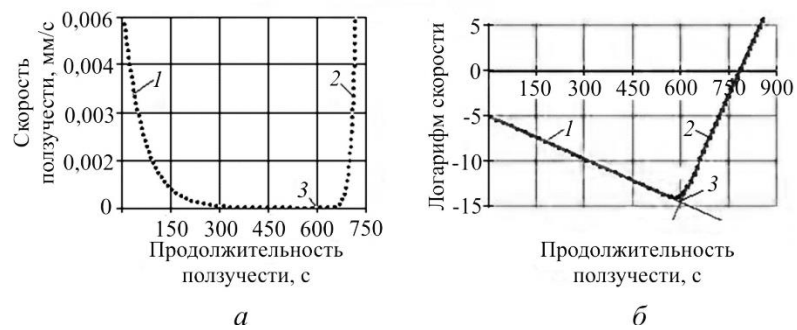 Скорость
ползучести, мм/с
0,006
0,004
0,003
0,002
0
1
2
3
150 300 450 600 750
Продолжительность
ползучести, с
а
Логарифм скорости
5
0
-5
-10
-15
150 300 450 600 750 900
1
2
3
Продолжительность
ползучести, с
б